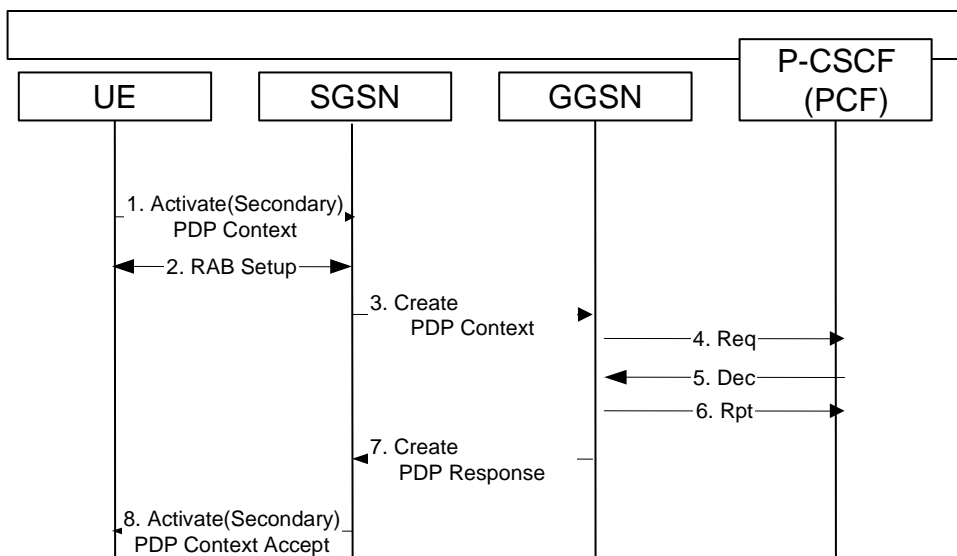 UE
SGSN
GGSN
P-CSCF
(PCF)
1. Activate(Secondary)
PDP Context
2. RAB Setup
3. Create
PDP Context
4. Req
5. Dec
6. Rpt
7. Create
PDP Response
8. Activate(Secondary)
PDP Context Accept